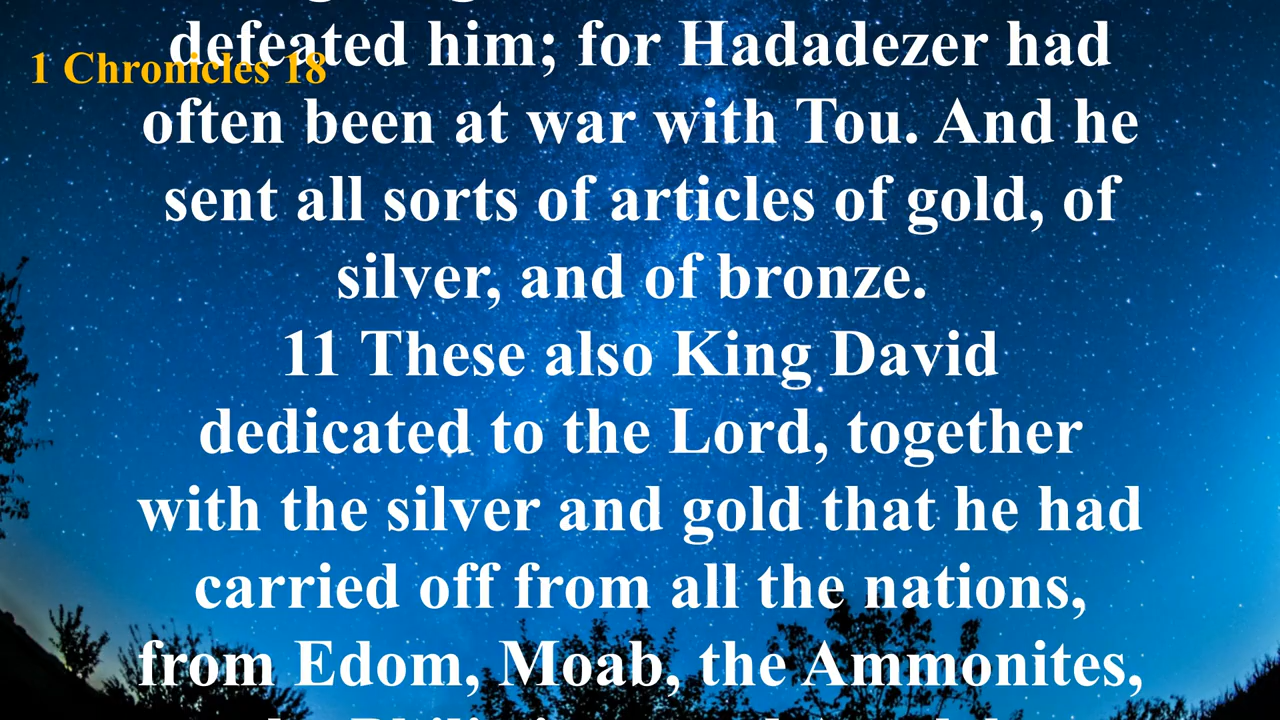 defeated him; for Hadadezer had
1 Chronicles 18
often been at war with Tou. And he
sent all sorts of articles of gold, of
silver, and of bronze.
11 These also King David
dedicated to the Lord, together
with the silver and gold that he had
carried off from all the nations,
from Edom, Moab, the Ammonites,